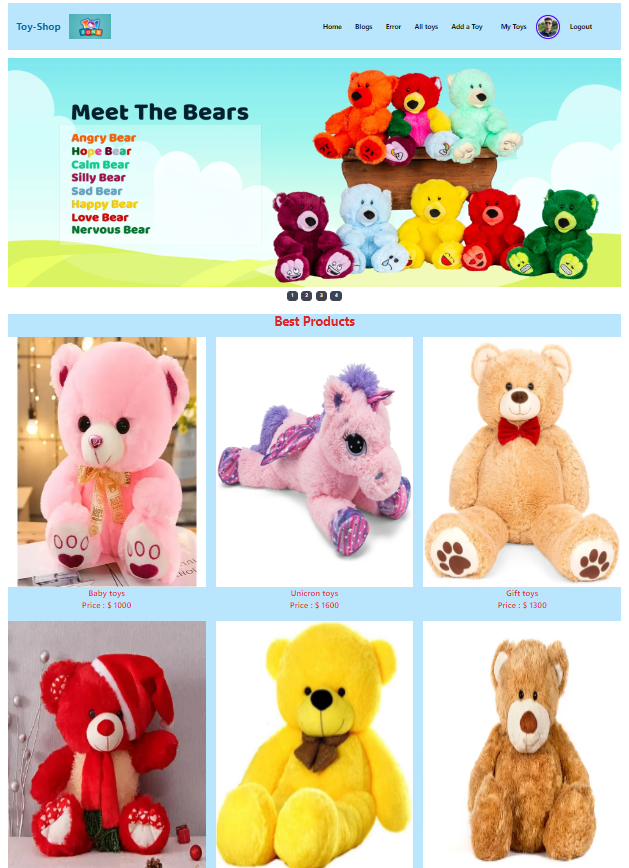 Toy-Shop
Home Blogs Error All toys Add a Toy My Toys Logout
Meet The Bears
Angry Bear
Hope Bear
Calm Bear
Silly Bear
Sad Bear
Happy Bear
Love Bear
Nervous Bear
1 2 3 4
Best Products
Baby toys Unicron toys Gift toys
Price : $ 1000 Price : $ 1600 Price : $ 1300